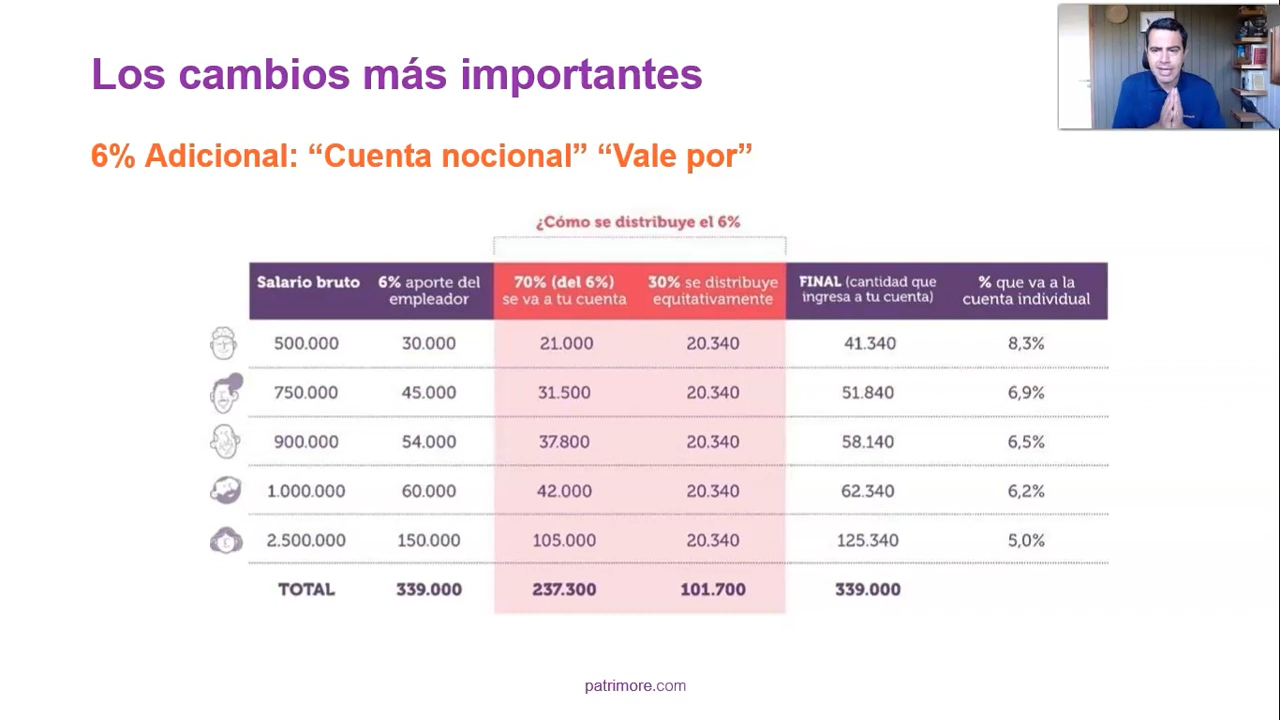 Los cambios más importantes
6% Adicional: “Cuenta nocional” “Vale por”
¿Cómo se distribuye el 6%
Salario bruto 6% aporte del empleador 70% (del 6%) se va a tu cuenta 30% se distribuye equitativamente FINAL (cantidad que ingresa a tu cuenta) % que va a la cuenta individual
500.000 30.000 21.000 20.340 41.340 8,3%
750.000 45.000 31.500 20.340 51.840 6,9%
900.000 54.000 37.800 20.340 58.140 6,5%
1.000.000 60.000 42.000 20.340 62.340 6,2%
2.500.000 150.000 105.000 20.340 125.340 5,0%
TOTAL 339.000 237.300 101.700 339.000
patrimore.com